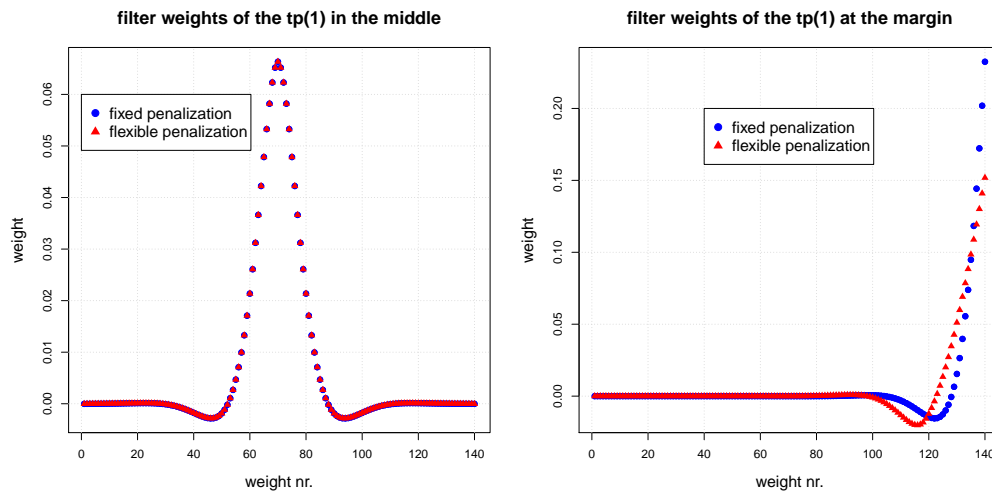 filter weights of the tp(1) in the middle
0.06
0.05
0.04
0.03
0.02
0.01
0.00
weight
fixed penalization
flexible penalization
0 20 40 60 80 100 120 140
weight nr.
filter weights of the tp(1) at the margin
0.20
0.15
0.10
0.05
0.00
weight
fixed penalization
flexible penalization
0 20 40 60 80 100 120 140
weight nr.